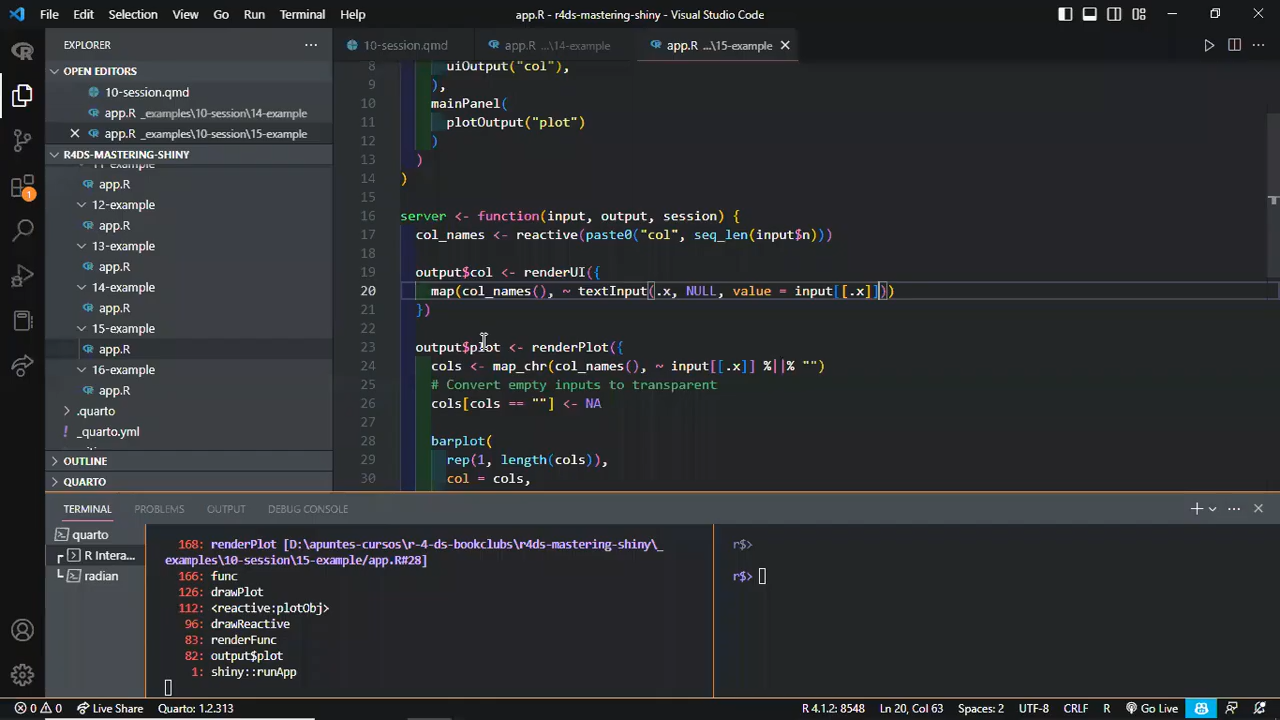 File Edit Selection View Go Run Terminal Help
app.R - r4ds-mastering-shiny - Visual Studio Code
EXPLORER
OPEN EDITORS
10-session.qmd
app.R _examples\10-session\14-example
app.R _examples\10-session\15-example
R4DS-MASTERING-SHINY
11-example
app.R
12-example
app.R
13-example
app.R
14-example
app.R
15-example
app.R
16-example
app.R
.quarto
_quarto.yml
OUTLINE
QUARTO
10-session.qmd
app.R ...\14-example
app.R ...\15-example
8 uiOutput("col"),
9 ),
10 mainPanel(
11 plotOutput("plot")
12 )
13 )
14 )
15
16 server <- function(input, output, session) {
17 col_names <- reactive(paste0("col", seq_len(input$n)))
18
19 output$col <- renderUI({
20 map(col_names(), ~ textInput(.x, NULL, value = input[[.x]]))
21 })
22
23 output$plot <- renderPlot({
24 cols <- map_chr(col_names(), ~ input[[.x]] %||% "")
25 # Convert empty inputs to transparent
26 cols[cols == ""] <- NA
27
28 barplot(
29 rep(1, length(cols)),
30 col = cols,
TERMINAL PROBLEMS OUTPUT DEBUG CONSOLE
quarto
R Intera...
radian
168: renderPlot [D:\apuntes-cursos\r-4-ds-bookclubs\r4ds-mastering-shiny\_
examples\10-session\15-example/app.R#28]
166: func
126: drawPlot
112: <reactive:plotObj>
96: drawReactive
83: renderFunc
82: output$plot
1: shiny::runApp
r$>
r$>
0 0 Live Share Quarto: 1.2.313
Ln 20, Col 63 R 4.1.2: 8548 Spaces: 2 UTF-8 CRLF R Go Live